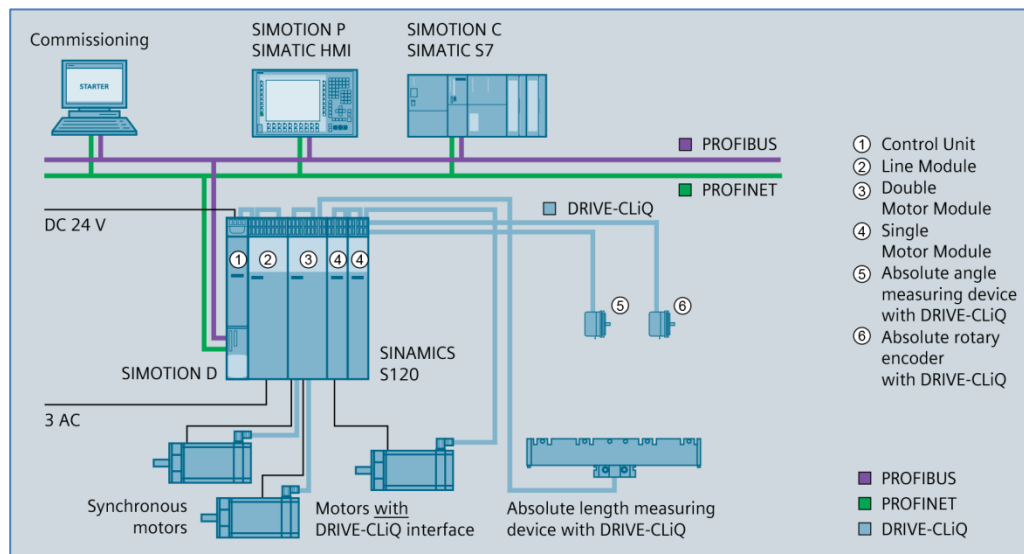 Commissioning
STARTER
SIMOTION P
SIMATIC HMI
SIMOTION C
SIMATIC S7
PROFIBUS
PROFINET
DC 24 V
DRIVE-CLiQ
1 Control Unit
2 Line Module
3 Double
Motor Module
4 Single
Motor Module
5 Absolute angle
measuring device
with DRIVE-CLiQ
6 Absolute rotary
encoder
with DRIVE-CLiQ
1 2 3 4 4
5 6
SIMOTION D
SINAMICS
S120
3 AC
Synchronous
motors
Motors with
DRIVE-CLiQ interface
Absolute length measuring
device with DRIVE-CLiQ
PROFIBUS
PROFINET
DRIVE-CLiQ